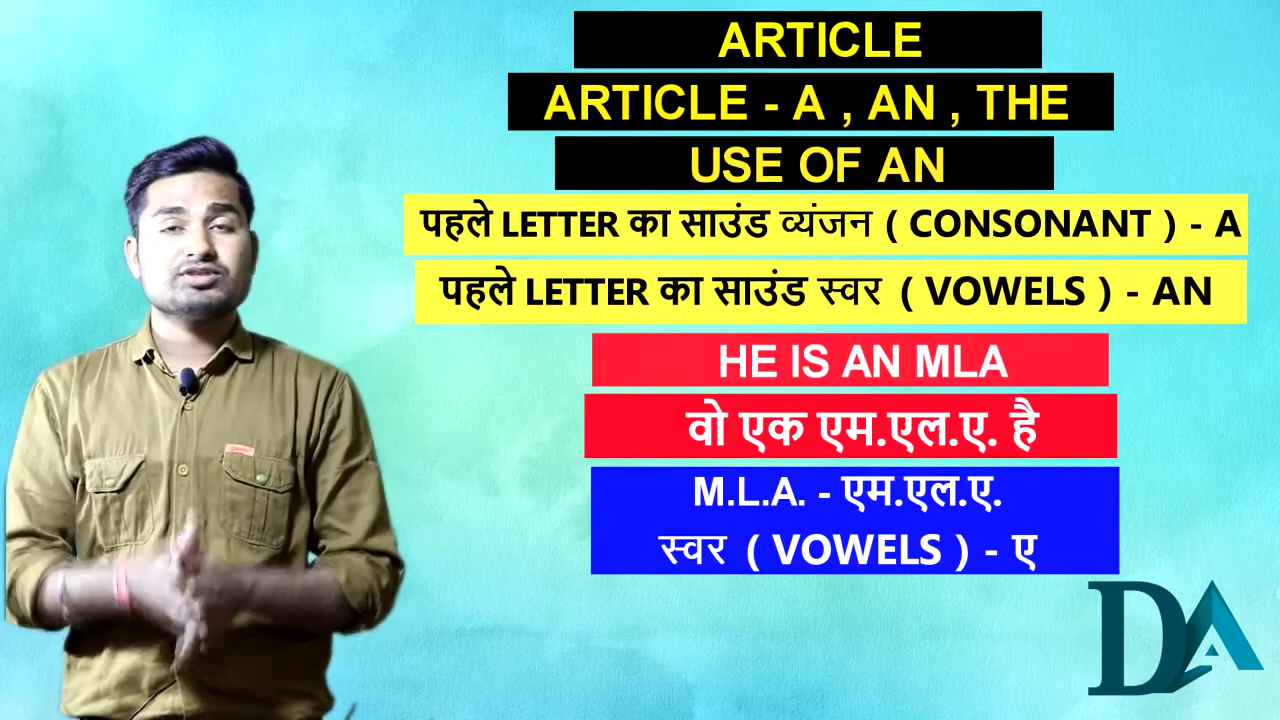 ARTICLE
ARTICLE - A , AN , THE
USE OF AN
पहले LETTER का साउंड व्यंजन ( CONSONANT ) - A
पहले LETTER का साउंड स्वर ( VOWELS ) - AN
HE IS AN MLA
वो एक एम.एल.ए. है
M.L.A. - एम.एल.ए.
स्वर ( VOWELS ) - ए
DA